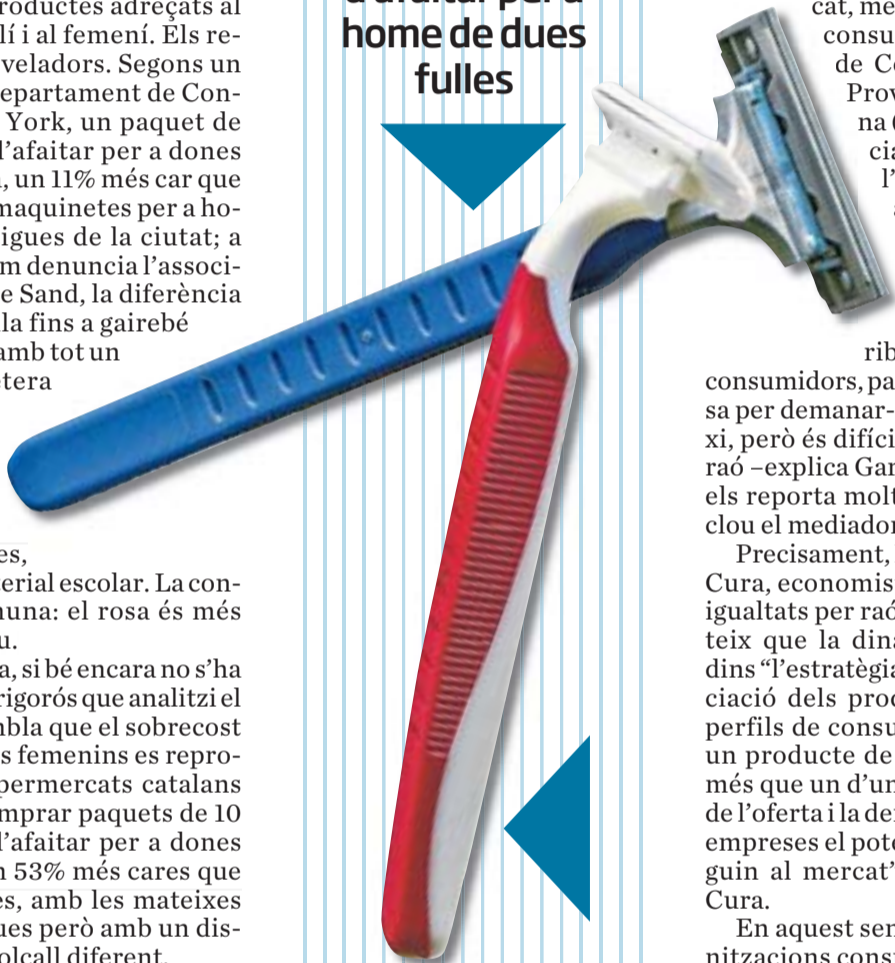 roductes adreçats al
lí i al femení. Els re-
veladors. Segons un
epartament de Con-
York, un paquet de
l’afaitar per a dones
, un 11% més car que
maquinetes per a ho-
igues de la ciutat; a
m denuncia l’associ-
e Sand, la diferència
la fins a gairebé
amb tot un
etera
es,
erial escolar. La con-
una: el rosa és més
u.
a, si bé encara no s’ha
rigorós que analitzi el
mbla que el sobrecost
s femenins es repro-
permercats catalans
mprar paquets de 10
l’afaitar per a dones
n 53% més cares que
es, amb les mateixes
ues però amb un dis-
olcall diferent.
d’afaitar per a
home de dues
fulles
cat, me
consu
de Co
Prov
na
cia
l’
rib
consumidors, pa
sa per demanar-
xi, però és difíci
raó –explica Gar
els reporta molt
clou el mediador
Precisament,
Cura, economis
igualtats per raó
teix que la dina
dins “l’estratègia
ciació dels prod
perfils de consu
un producte de
més que un d’un
de l’oferta i la de
empreses el pote
guin al mercat”
Cura.
En aquest sen
nitzacions cons